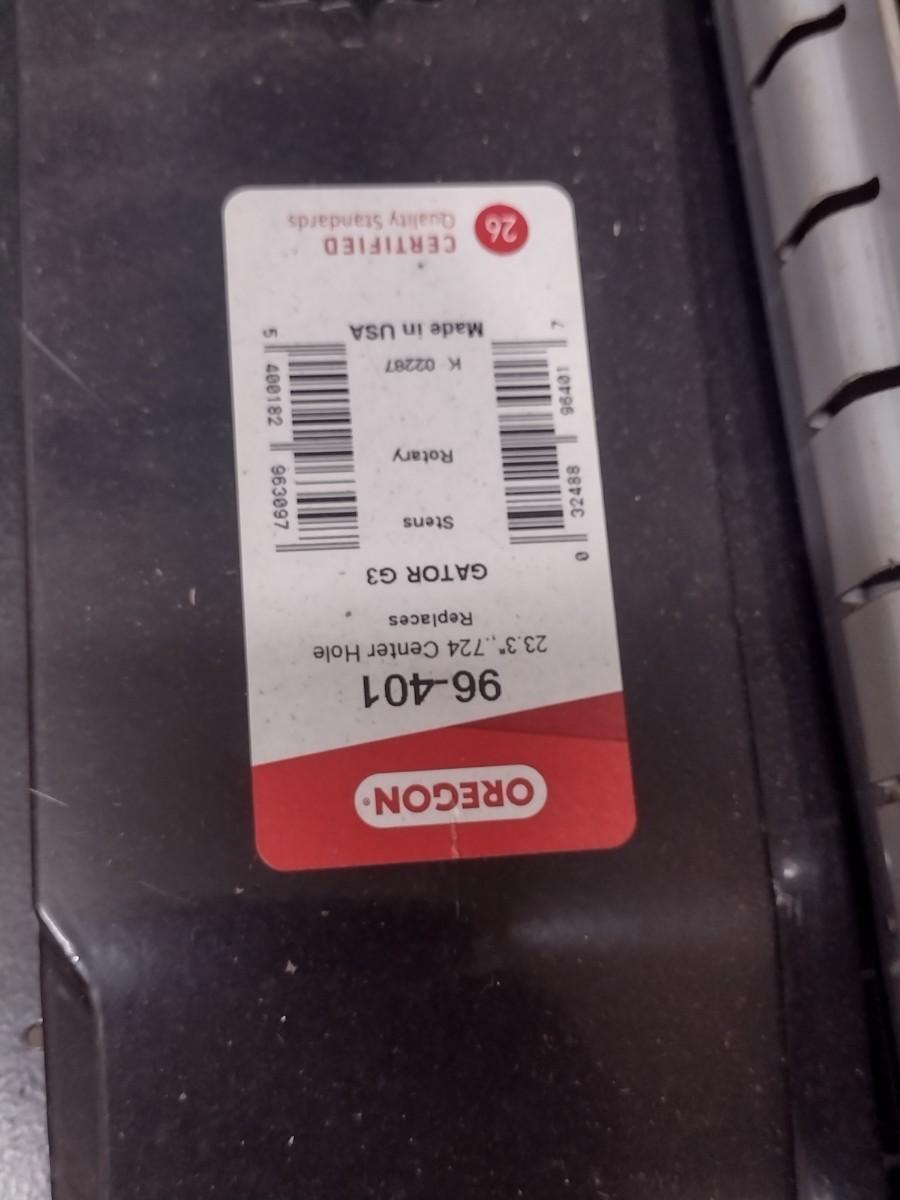 OREGON®
96-401
23.3", .724 Center Hole
Replaces
GATOR G3
Stens
Rotary
K 02287
Made in USA
0 32488 96401 7
5 400182 963097
26
CERTIFIED
Quality Standards